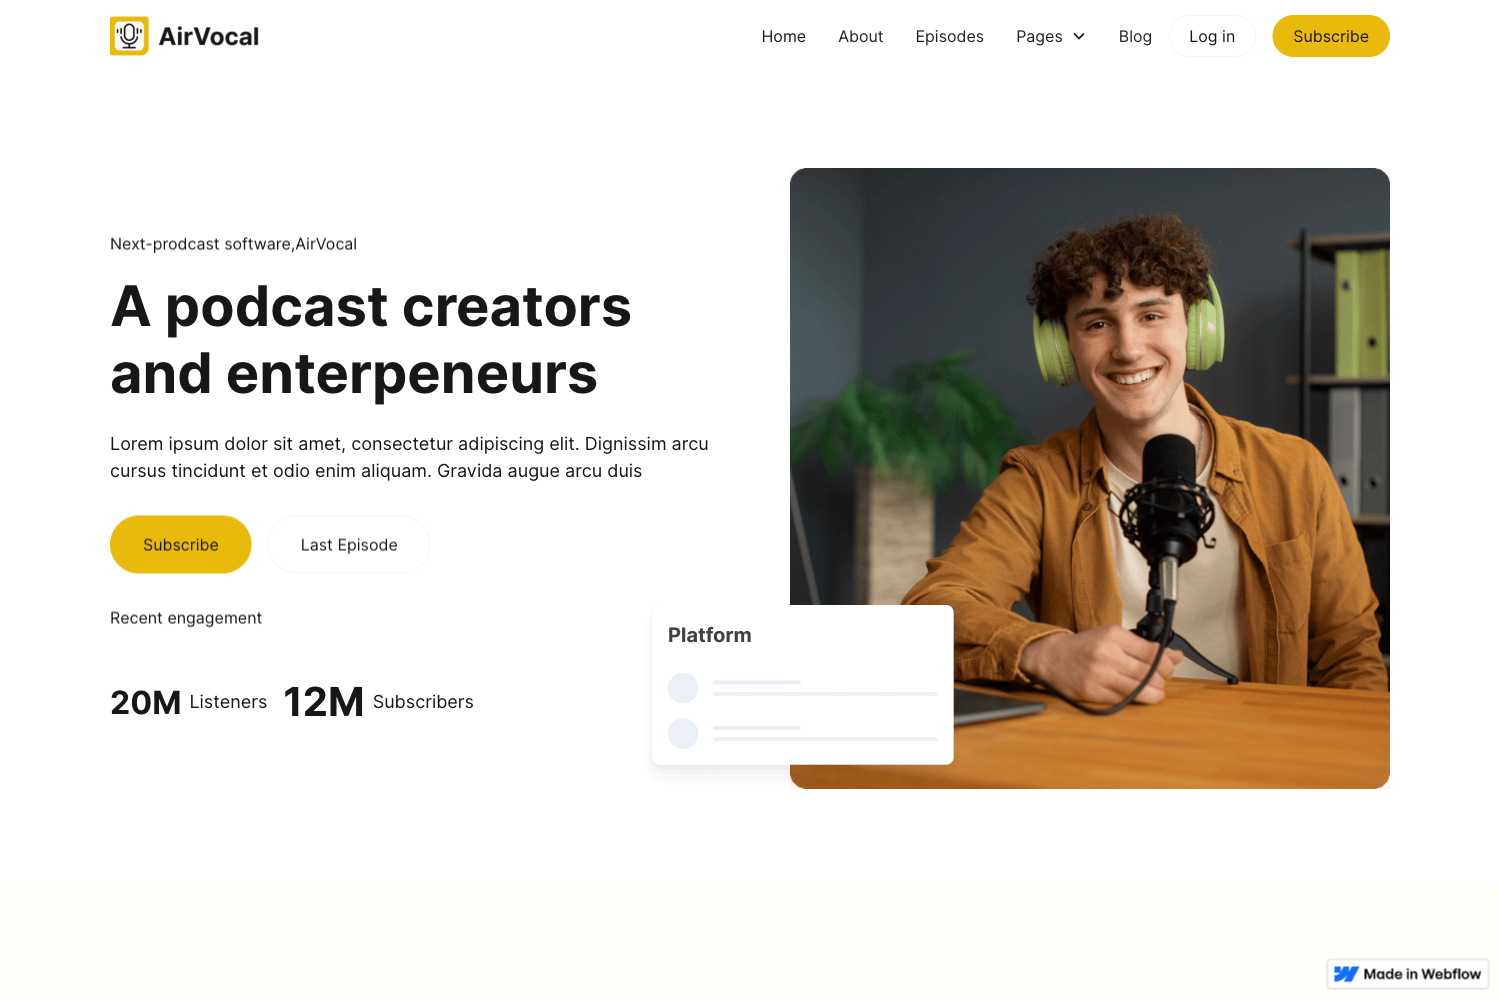 AirVocal
Home
About
Episodes
Pages
Blog
Log in
Subscribe
Next-prodcast software,AirVocal
A podcast creators
and enterpeneurs
Lorem ipsum dolor sit amet, consectetur adipiscing elit. Dignissim arcu
cursus tincidunt et odio enim aliquam. Gravida augue arcu duis
Subscribe
Last Episode
Recent engagement
20M Listeners
12M Subscribers
Platform
Made in Webflow